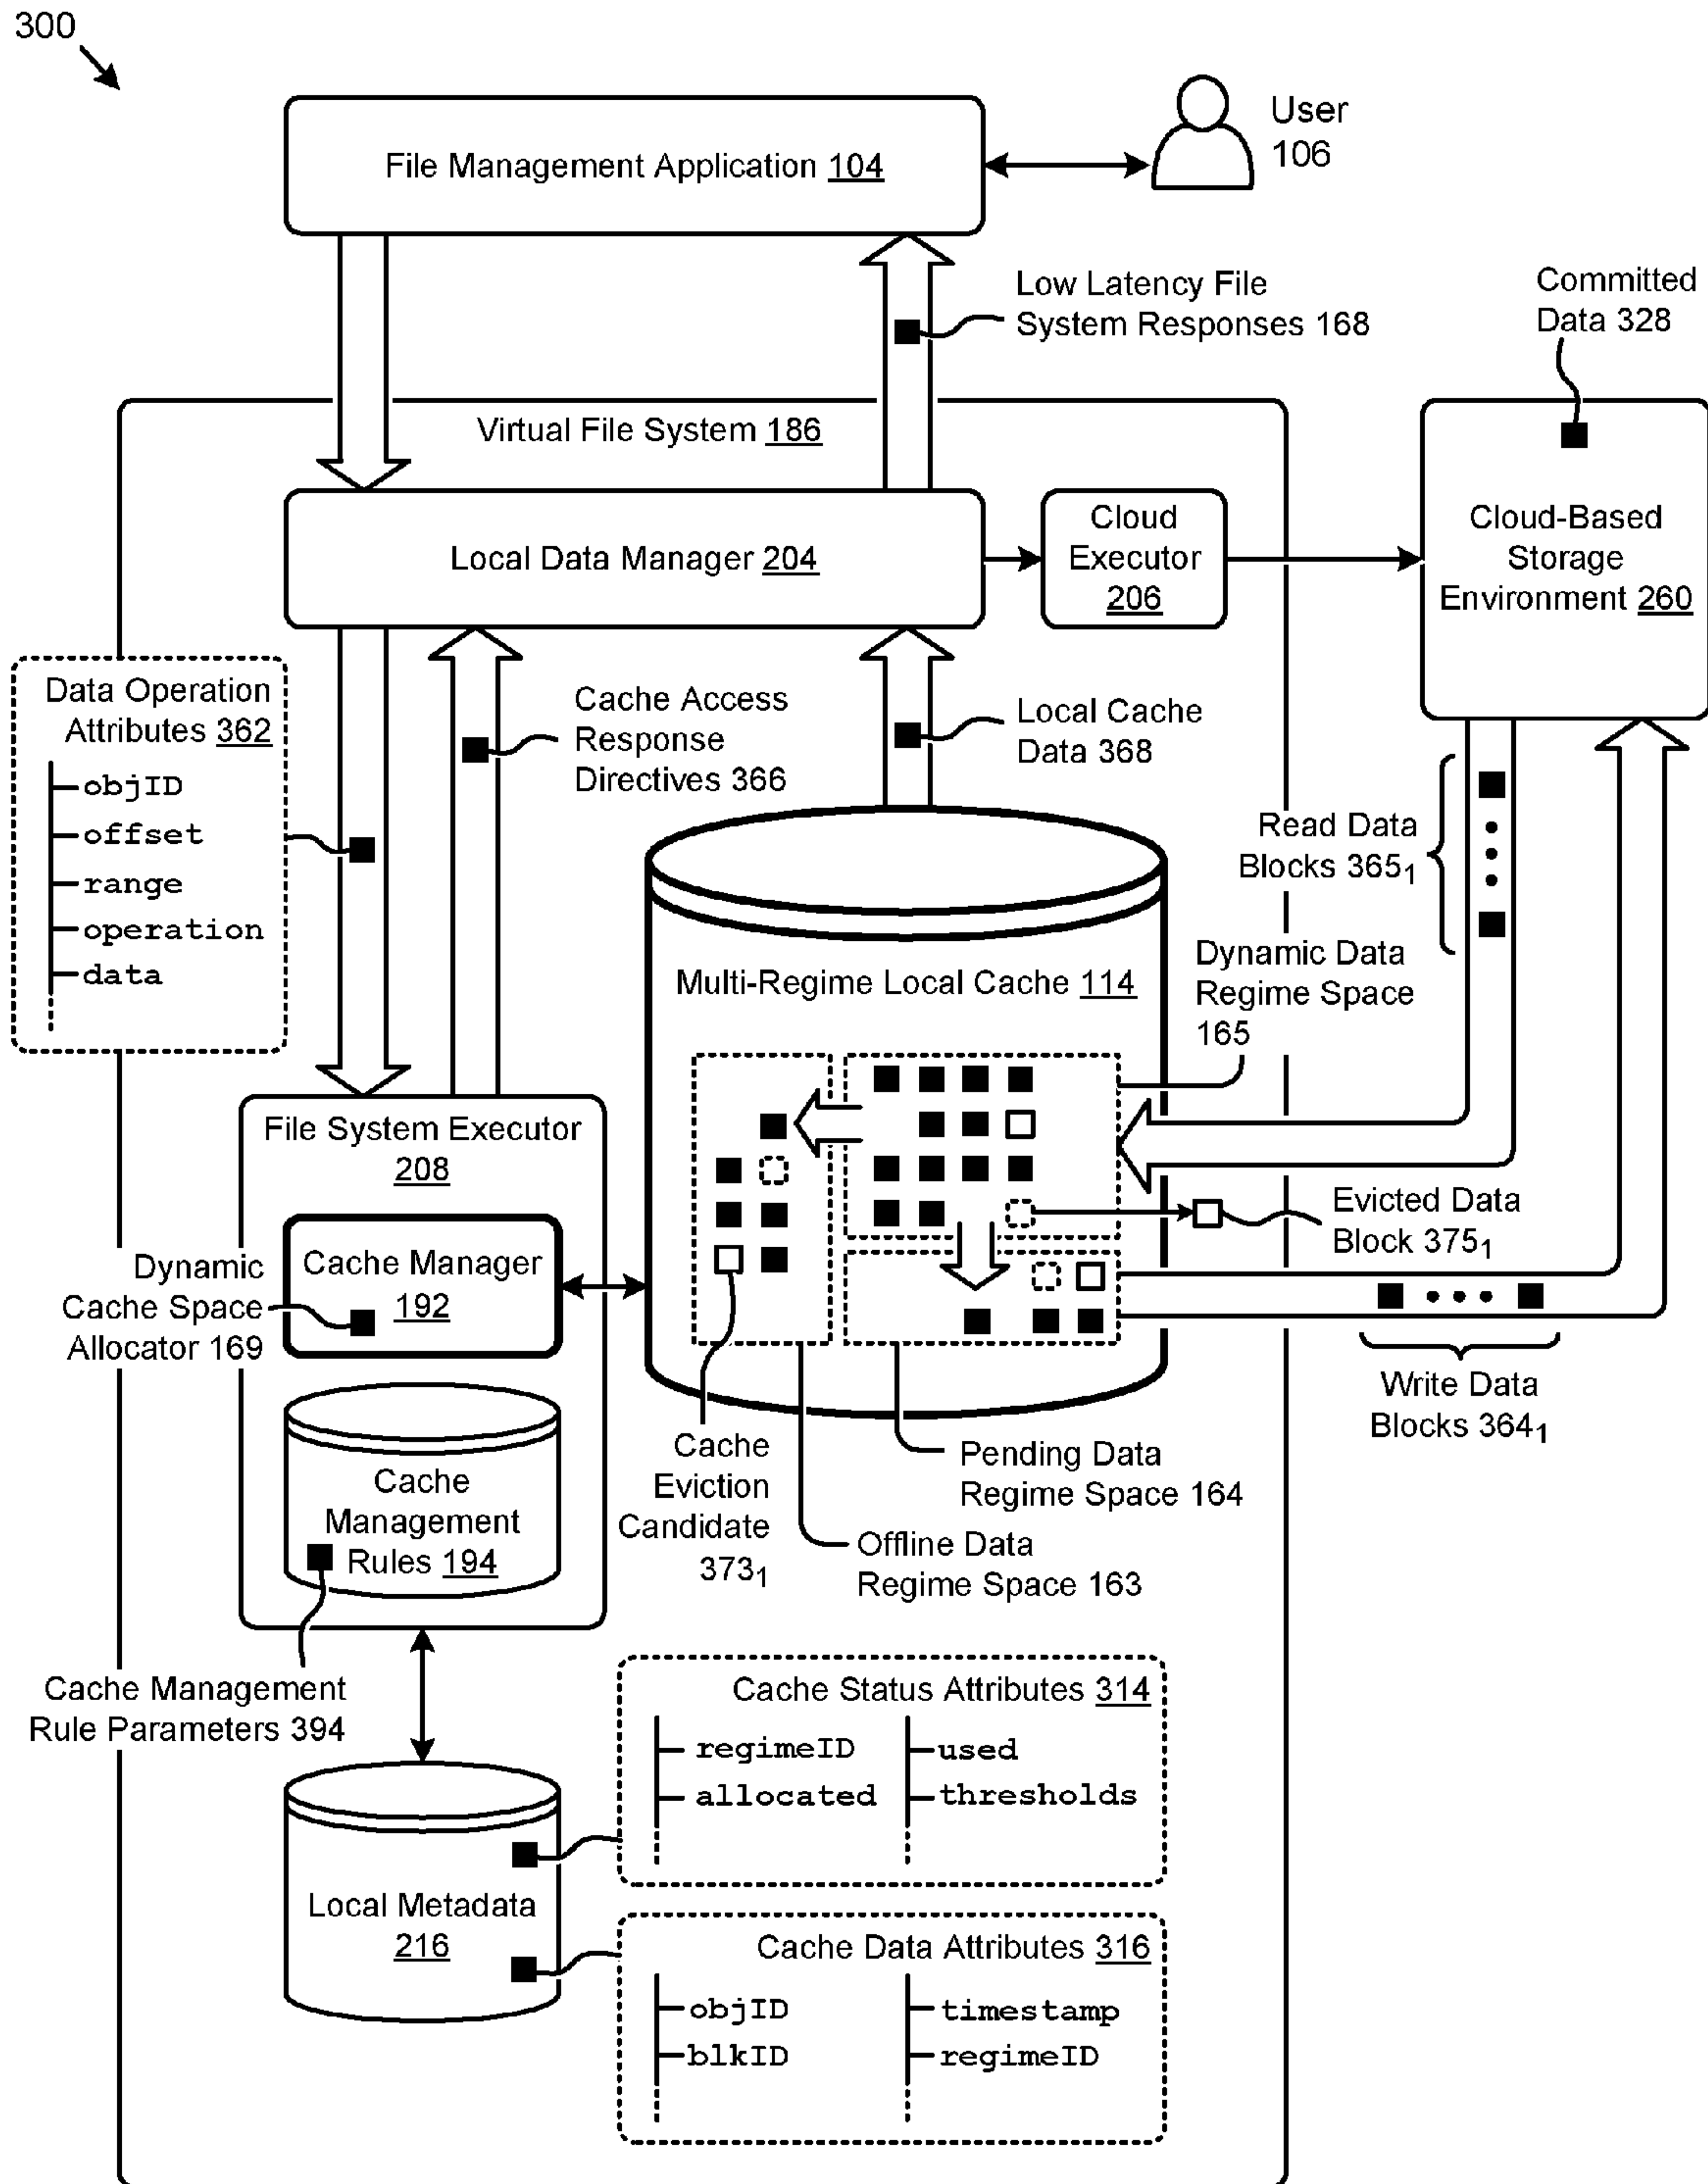 300
File Management Application 104
User
106
Low Latency File
System Responses 168
Committed
Data 328
Virtual File System 186
Local Data Manager 204
Cloud
Executor
206
Cloud-Based
Storage
Environment 260
Data Operation
Attributes 362
objID
offset
range
operation
data
Cache Access
Response
Directives 366
Local Cache
Data 368
Read Data
Blocks 365₁
Multi-Regime Local Cache 114
Dynamic Data
Regime Space
165
File System Executor
208
Cache Manager
192
Dynamic
Cache Space
Allocator 169
Evicted Data
Block 375₁
Write Data
Blocks 364₁
Cache
Management
Rules 194
Cache
Eviction
Candidate
373₁
Pending Data
Regime Space 164
Offline Data
Regime Space 163
Cache Management
Rule Parameters 394
Cache Status Attributes 314
regimeID
allocated
used
thresholds
Local Metadata
216
Cache Data Attributes 316
objID
blkID
timestamp
regimeID